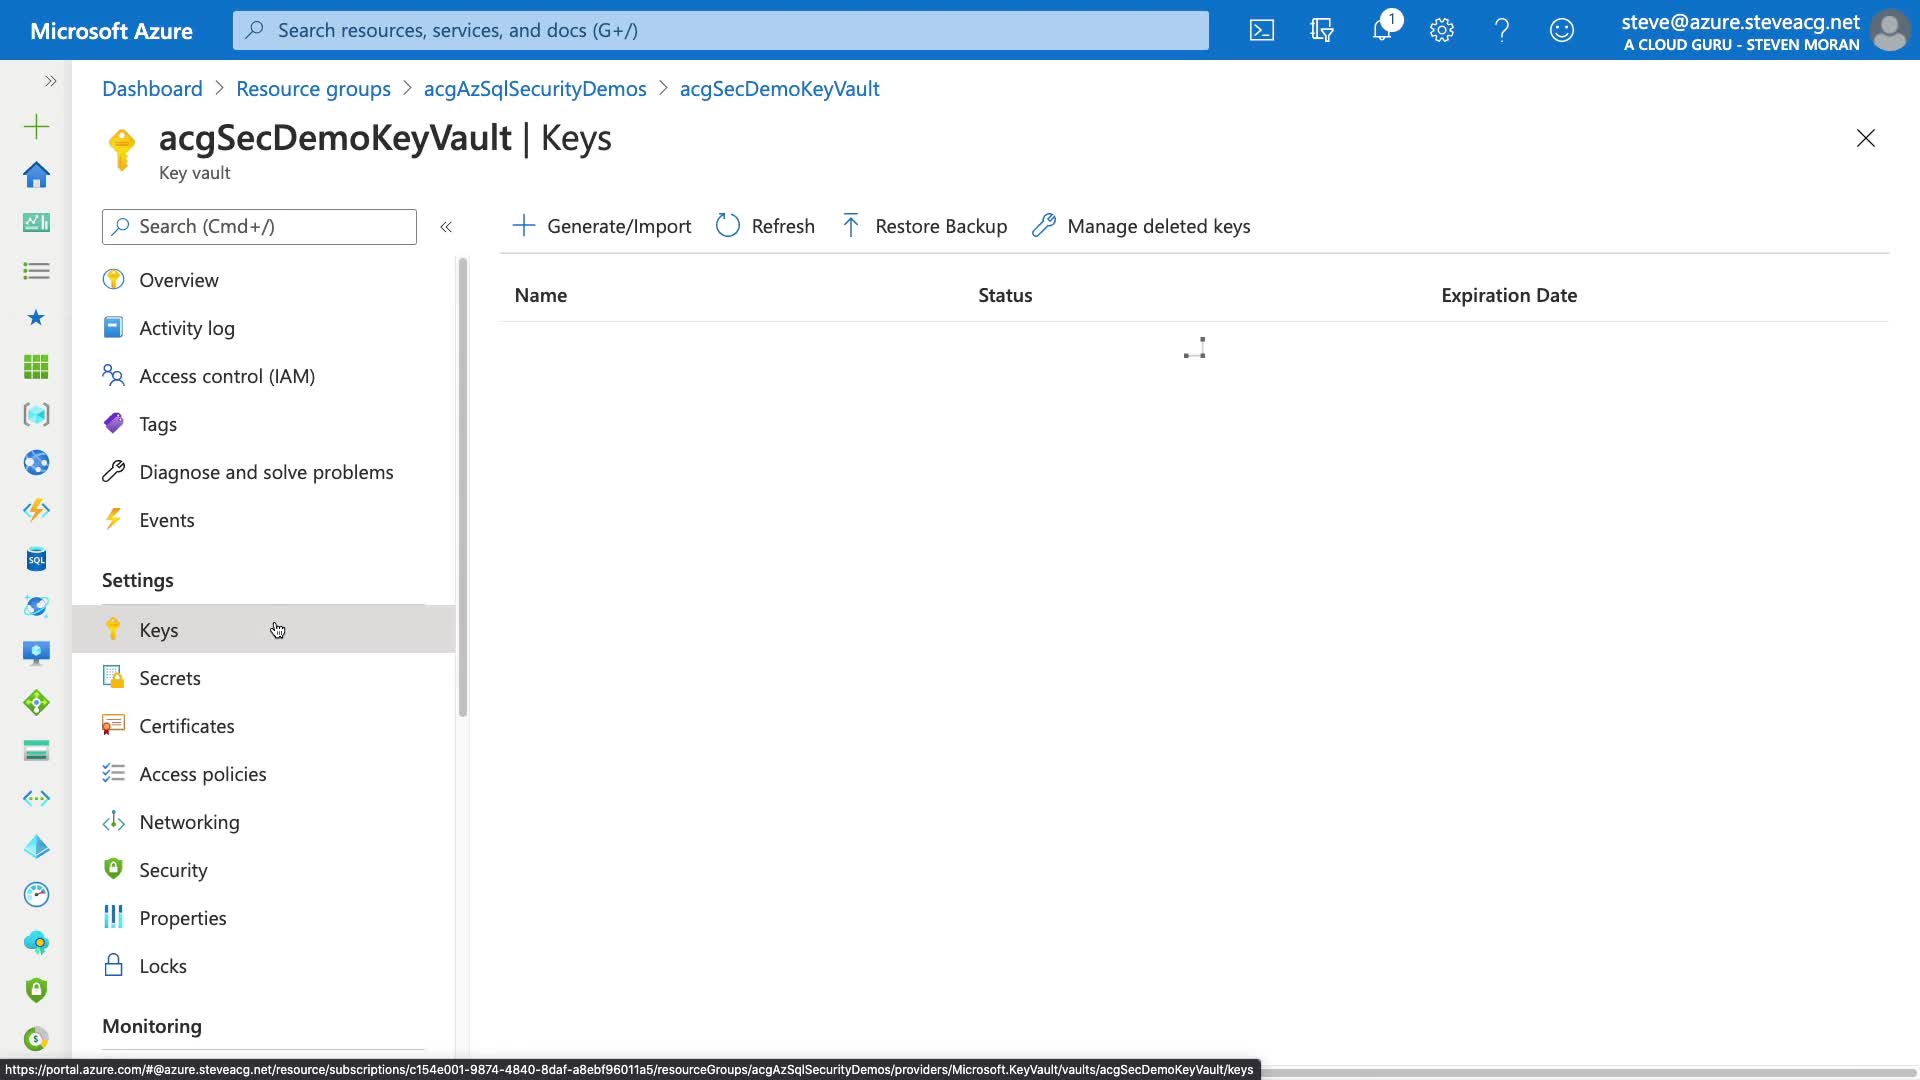 Microsoft Azure
Search resources, services, and docs (G+/)
1
steve@azure.steveacg.net
A CLOUD GURU - STEVEN MORAN
Dashboard > Resource groups > acgAzSqlSecurityDemos > acgSecDemoKeyVault
acgSecDemoKeyVault | Keys
Key vault
Search (Cmd+/)
Generate/Import
Refresh
Restore Backup
Manage deleted keys
Name
Status
Expiration Date
Overview
Activity log
Access control (IAM)
Tags
Diagnose and solve problems
Events
Settings
Keys
Secrets
Certificates
Access policies
Networking
Security
Properties
Locks
Monitoring
SQL
https://portal.azure.com/#@azure.steveacg.net/resource/subscriptions/c154e001-9874-4840-8daf-a8ebf96011a5/resourceGroups/acgAzSqlSecurityDemos/providers/Microsoft.KeyVault/vaults/acgSecDemoKeyVault/keys